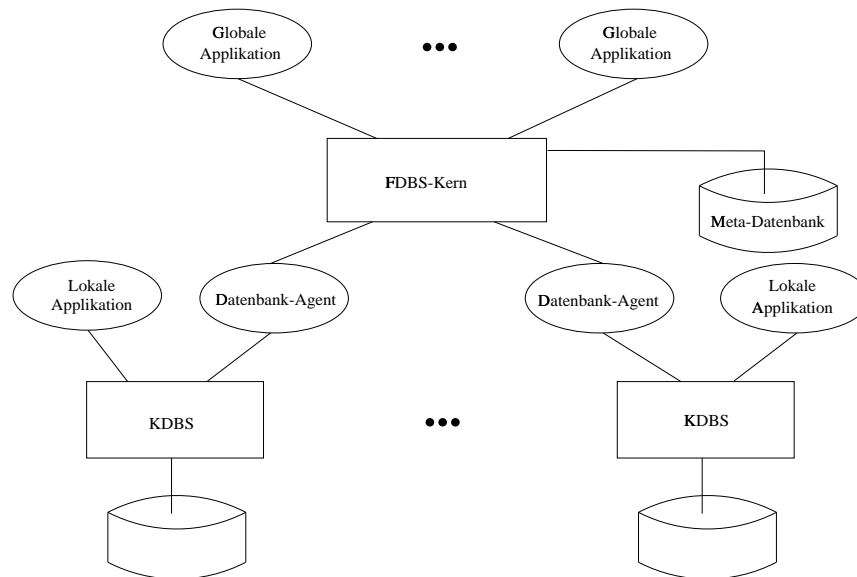 Globale
Applikation
Globale
Applikation
FDBS-Kern
Meta-Datenbank
Lokale
Applikation
Datenbank-Agent
Datenbank-Agent
Lokale
Applikation
KDBS
KDBS